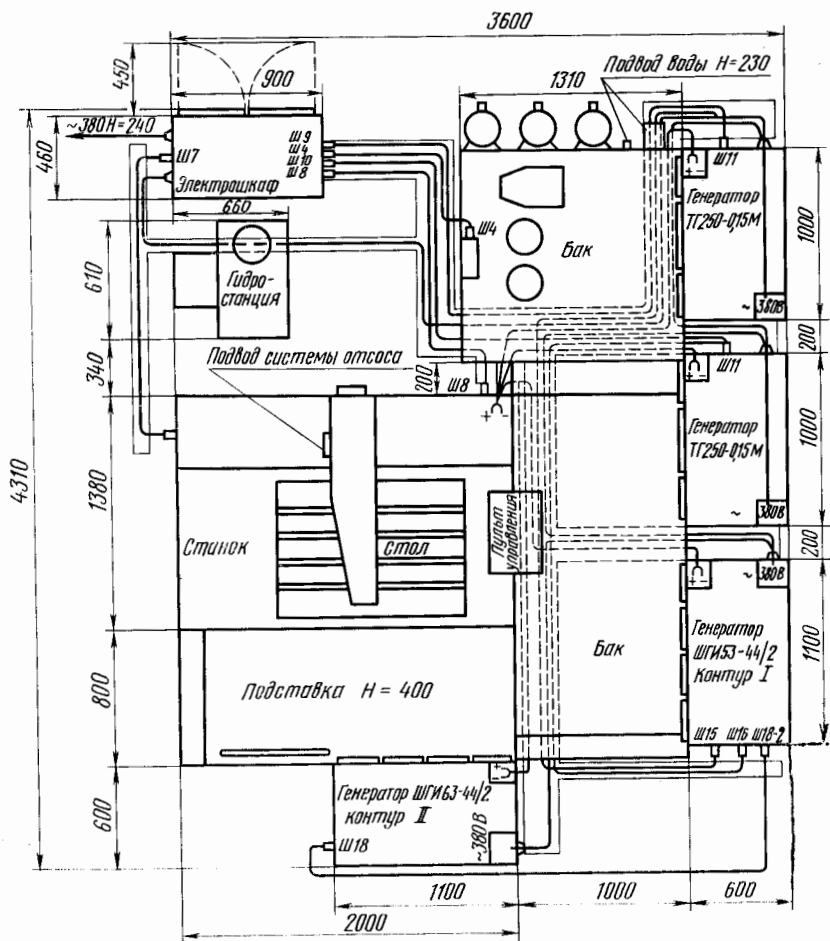 3600
450
900
1310
Подвод воды Н=230
~380Н=240
460
Ш7
Электрошкаф
Ш9
Ш4
Ш10
Ш8
660
610
Гидро-
станция
Ш4
Бак
Ш11
Генератор
ТГ250-0,15М
1000
~
380В
200
340
Подвод системы отсоса
200
Ш8
+ -
Ш11
Генератор
ТГ250-0,15М
1000
~
380В
200
4310
1380
Станок
Стол
Пульт
управления
~
380В
Бак
Генератор
ШГИ63-44/2
Контур I
1100
Ш15
Ш16
Ш18-2
800
Подставка Н = 400
600
Генератор ШГИ63-44/2
контур II
~380В
Ш18
1100
1000
600
2000